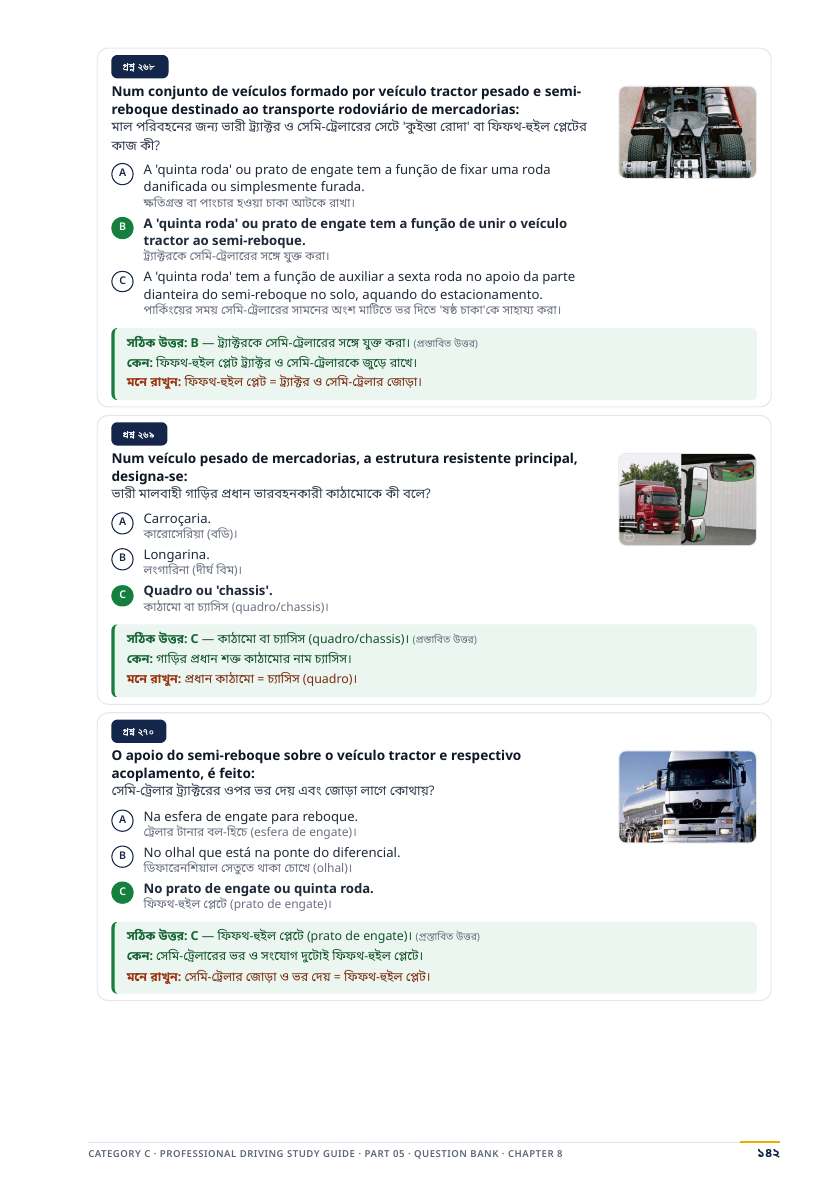 প্রশ্ন ২৬৮
Num conjunto de veículos formado por veículo tractor pesado e semi-
reboque destinado ao transporte rodoviário de mercadorias:
মাল পরিবহনের জন্য ভারী ট্র্যাক্টর ও সেমি-ট্রেলারের সেটে 'কুইন্তা রোদা' বা ফিফথ-হুইল প্লেটের
কাজ কী?
A A 'quinta roda' ou prato de engate tem a função de fixar uma roda
danificada ou simplesmente furada.
ক্ষতিগ্রস্ত বা পাংচার হওয়া চাকা আটকে রাখা।
B A 'quinta roda' ou prato de engate tem a função de unir o veículo
tractor ao semi-reboque.
ট্র্যাক্টরকে সেমি-ট্রেলারের সঙ্গে যুক্ত করা।
C A 'quinta roda' tem a função de auxiliar a sexta roda no apoio da parte
dianteira do semi-reboque no solo, aquando do estacionamento.
পার্কিংয়ের সময় সেমি-ট্রেলারের সামনের অংশ মাটিতে ভর দিতে 'ষষ্ঠ চাকা'কে সাহায্য করা।
সঠিক উত্তর: B — ট্র্যাক্টরকে সেমি-ট্রেলারের সঙ্গে যুক্ত করা। (প্রস্তাবিত উত্তর)
কেন: ফিফথ-হুইল প্লেট ট্র্যাক্টর ও সেমি-ট্রেলারকে জুড়ে রাখে।
মনে রাখুন: ফিফথ-হুইল প্লেট = ট্র্যাক্টর ও সেমি-ট্রেলার জোড়া।
প্রশ্ন ২৬৯
Num veículo pesado de mercadorias, a estrutura resistente principal,
designa-se:
ভারী মালবাহী গাড়ির প্রধান ভারবহনকারী কাঠামোকে কী বলে?
A Carroçaria.
কারোসেরিয়া (বডি)।
B Longarina.
লংগারিনা (দীর্ঘ বিম)।
C Quadro ou 'chassis'.
কাঠামো বা চ্যাসিস (quadro/chassis)।
সঠিক উত্তর: C — কাঠামো বা চ্যাসিস (quadro/chassis)। (প্রস্তাবিত উত্তর)
কেন: গাড়ির প্রধান শক্ত কাঠামোর নাম চ্যাসিস।
মনে রাখুন: প্রধান কাঠামো = চ্যাসিস (quadro)।
প্রশ্ন ২৭০
O apoio do semi-reboque sobre o veículo tractor e respectivo
acoplamento, é feito:
সেমি-ট্রেলার ট্র্যাক্টরের ওপর ভর দেয় এবং জোড়া লাগে কোথায়?
A Na esfera de engate para reboque.
ট্রেলার টানার বল-হিচে (esfera de engate)।
B No olhal que está na ponte do diferencial.
ডিফারেনশিয়াল সেতুতে থাকা চোখে (olhal)।
C No prato de engate ou quinta roda.
ফিফথ-হুইল প্লেটে (prato de engate)।
সঠিক উত্তর: C — ফিফথ-হুইল প্লেটে (prato de engate)। (প্রস্তাবিত উত্তর)
কেন: সেমি-ট্রেলারের ভর ও সংযোগ দুটোই ফিফথ-হুইল প্লেটে।
মনে রাখুন: সেমি-ট্রেলার জোড়া ও ভর দেয় = ফিফথ-হুইল প্লেট।
CATEGORY C · PROFESSIONAL DRIVING STUDY GUIDE · PART 05 · QUESTION BANK · CHAPTER 8
১৪২